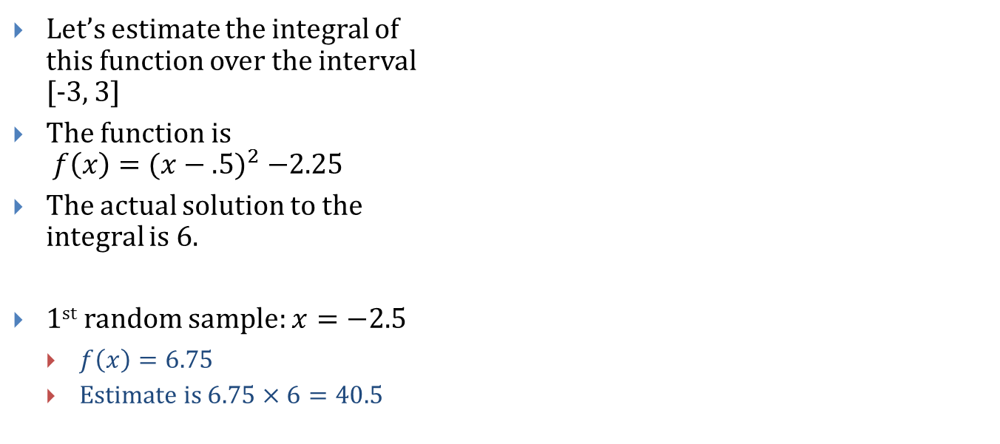 Let’s estimate the integral of
this function over the interval
[-3, 3]
The function is
f(x) = (x − .5)² −2.25
The actual solution to the
integral is 6.
1st random sample: x = −2.5
f(x) = 6.75
Estimate is 6.75 × 6 = 40.5